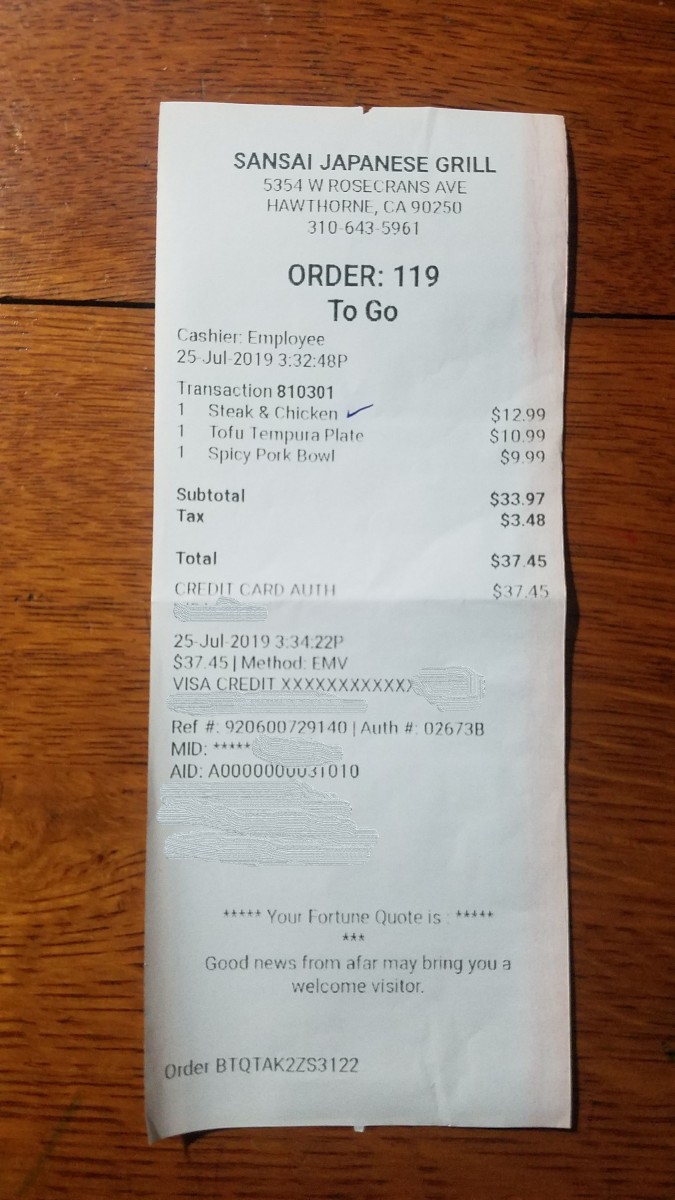 SANSAI JAPANESE GRILL
5354 W ROSECRANS AVE
HAWTHORNE, CA 90250
310-643-5961
ORDER: 119
To Go
Cashier: Employee
25-Jul-2019 3:32:48P
Transaction 810301
1 Steak & Chicken $12.99
1 Tofu Tempura Plate $10.99
1 Spicy Pork Bowl $9.99
Subtotal $33.97
Tax $3.48
Total $37.45
CREDIT CARD AUTH $37.45
25-Jul-2019 3:34:22P
$37.45 | Method: EMV
VISA CREDIT XXXXXXXXXXXX
Ref #: 920600729140 | Auth #: 02673B
MID: *****
AID: A0000000031010
***** Your Fortune Quote is : *****
***
Good news from afar may bring you a
welcome visitor.
Order BTQTAK2ZS3122